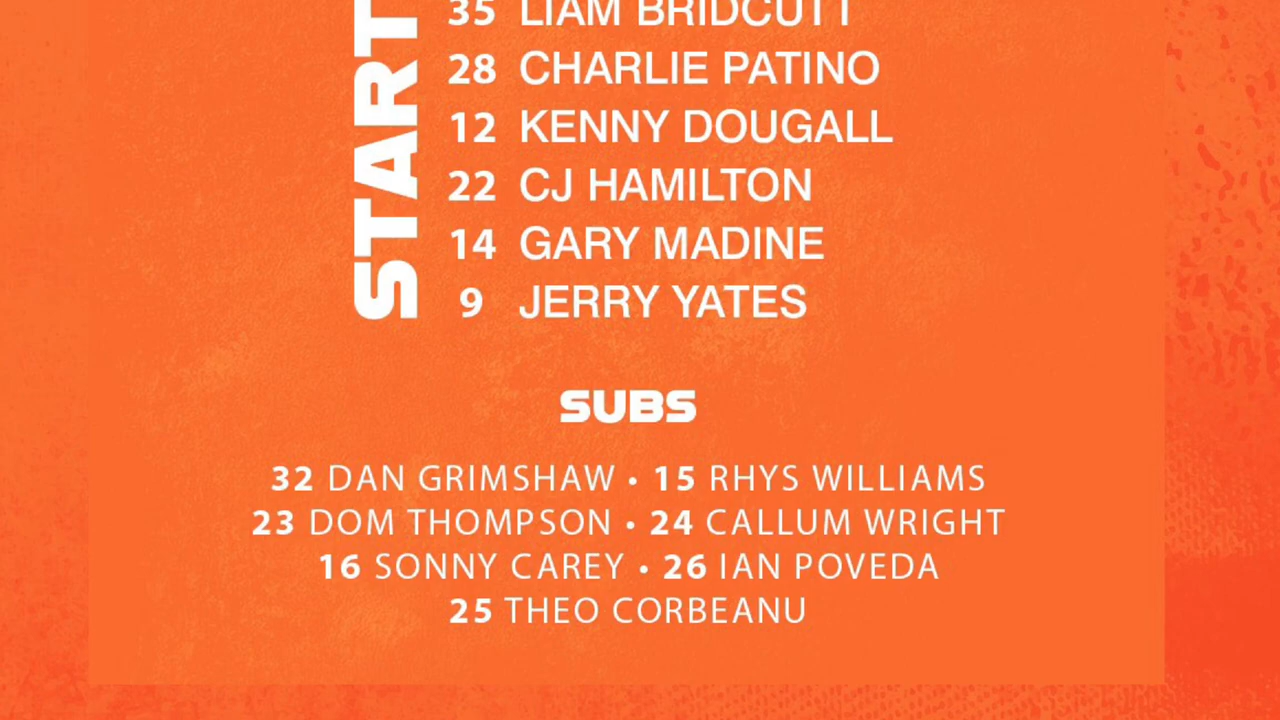 START
35 LIAM BRIDCUTT
28 CHARLIE PATINO
12 KENNY DOUGALL
22 CJ HAMILTON
14 GARY MADINE
9 JERRY YATES
SUBS
32 DAN GRIMSHAW • 15 RHYS WILLIAMS
23 DOM THOMPSON • 24 CALLUM WRIGHT
16 SONNY CAREY • 26 IAN POVEDA
25 THEO CORBEANU